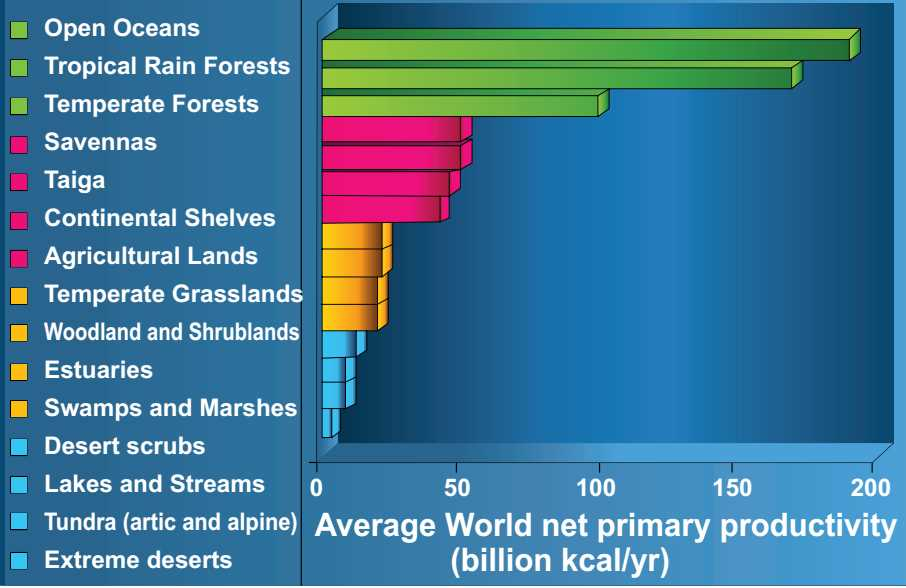 Open Oceans
Tropical Rain Forests
Temperate Forests
Savennas
Taiga
Continental Shelves
Agricultural Lands
Temperate Grasslands
Woodland and Shrublands
Estuaries
Swamps and Marshes
Desert scrubs
Lakes and Streams
Tundra (artic and alpine)
Extreme deserts
0 50 100 150 200
Average World net primary productivity
(billion kcal/yr)